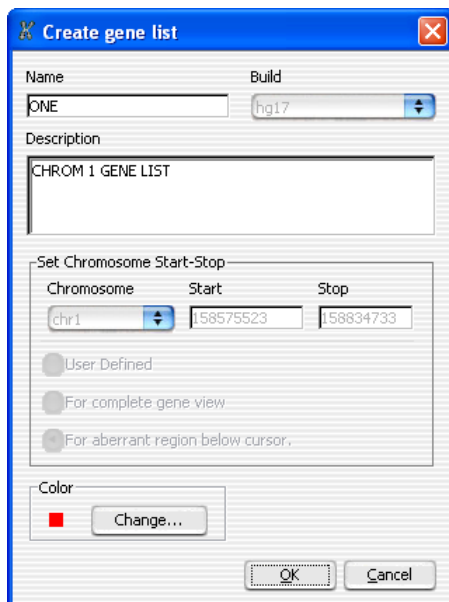 Create gene list
Name Build
ONE hg17
Description
CHROM 1 GENE LIST
Set Chromosome Start-Stop
Chromosome Start Stop
chr1 158575523 158834733
User Defined
For complete gene view
For aberrant region below cursor.
Color
Change...
OK Cancel